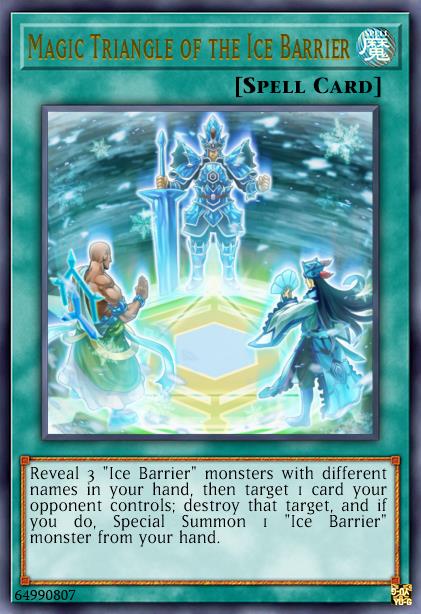 Magic Triangle of the Ice Barrier
SPELL
魔
[Spell Card]
Reveal 3 "Ice Barrier" monsters with different
names in your hand, then target 1 card your
opponent controls; destroy that target, and if
you do, Special Summon 1 "Ice Barrier"
monster from your hand.
64990807